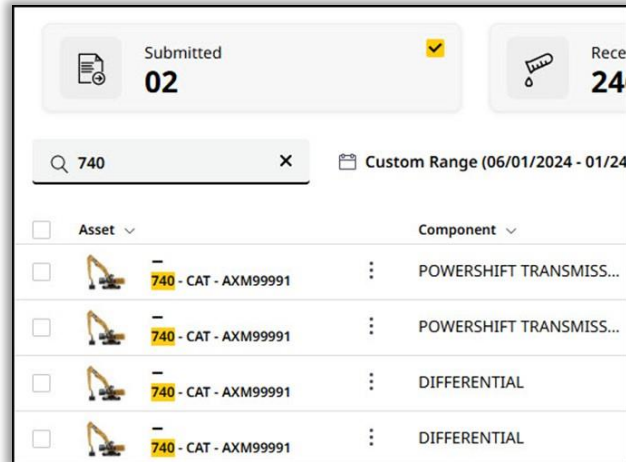 Submitted
02
Rece
24
740
Custom Range (06/01/2024 - 01/24
Asset
Component
–
740 - CAT - AXM99991
POWERSHIFT TRANSMISS...
–
740 - CAT - AXM99991
POWERSHIFT TRANSMISS...
–
740 - CAT - AXM99991
DIFFERENTIAL
–
740 - CAT - AXM99991
DIFFERENTIAL